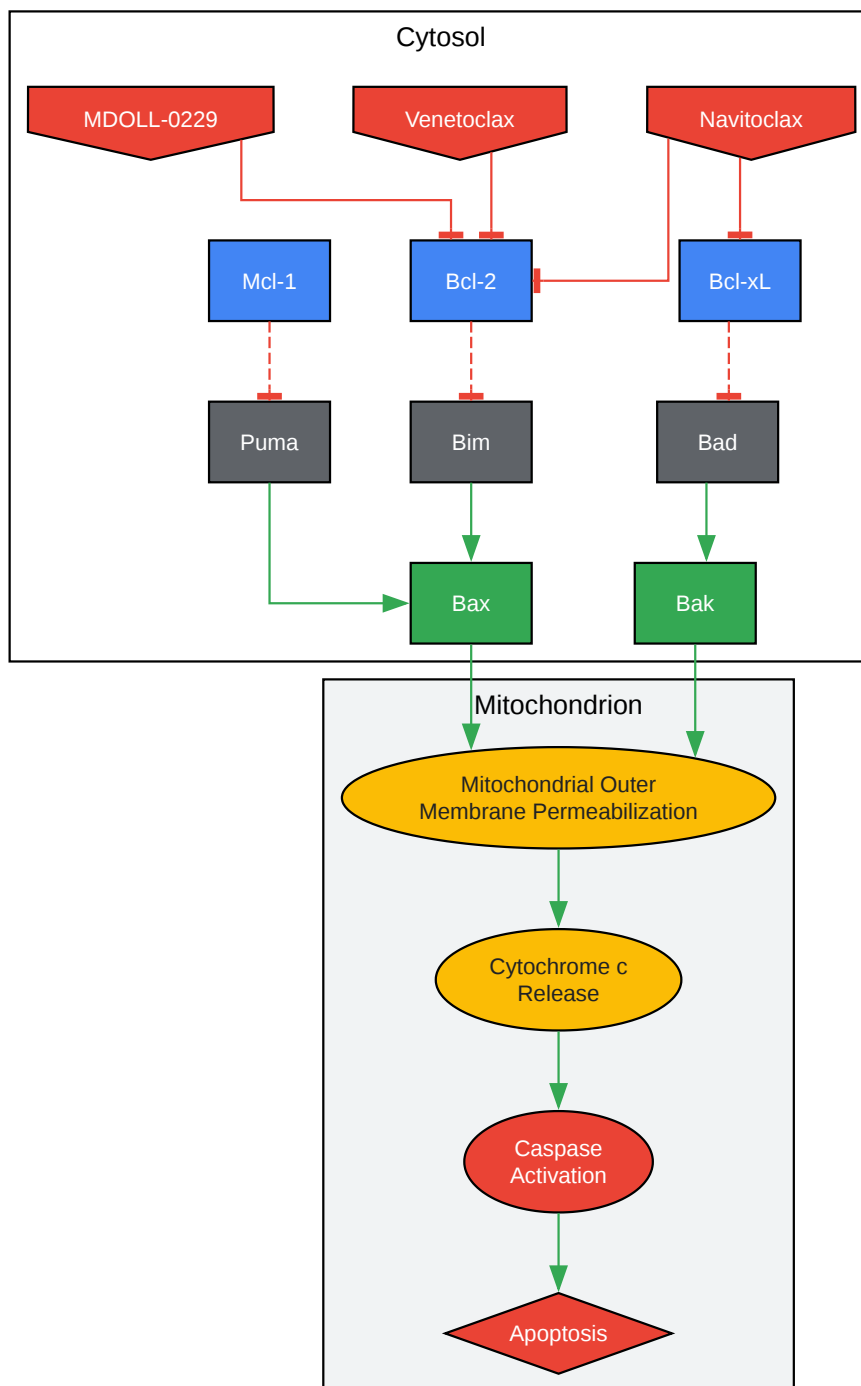 Cytosol
MDOLL-0229
Venetoclax
Navitoclax
Mcl-1
Bcl-2
Bcl-xL
Puma
Bim
Bad
Bax
Bak
Mitochondrion
Mitochondrial Outer
Membrane Permeabilization
Cytochrome c
Release
Caspase
Activation
Apoptosis